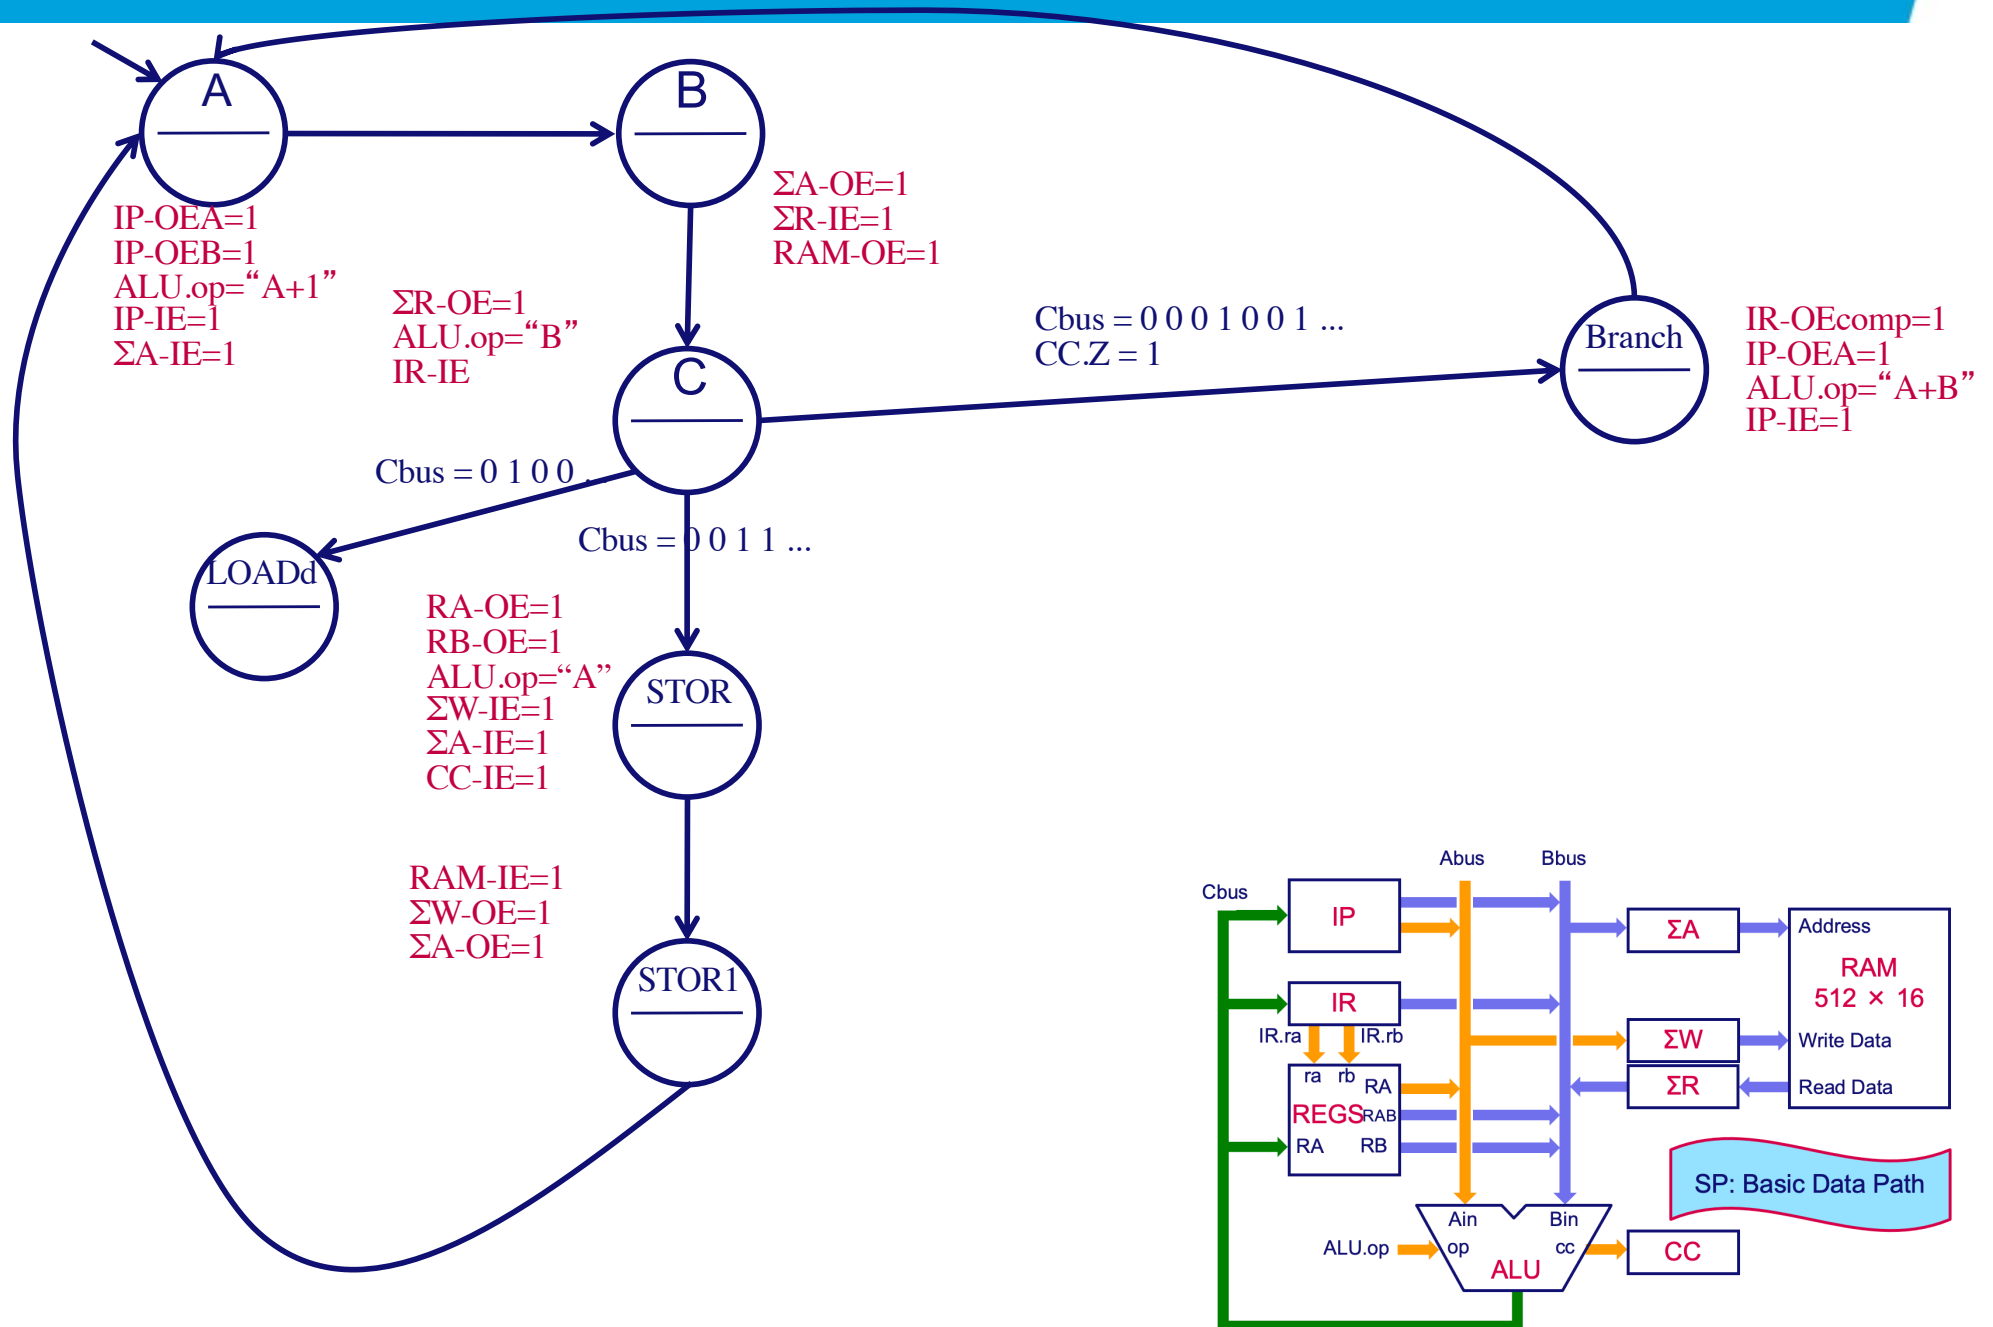 A
B
IP-OEA=1
IP-OEB=1
ALU.op=“A+1”
IP-IE=1
ΣA-IE=1
ΣA-OE=1
ΣR-IE=1
RAM-OE=1
ΣR-OE=1
ALU.op=“B”
IR-IE
C
Cbus = 0 0 0 1 0 0 1 ...
CC.Z = 1
Branch
IR-OEcomp=1
IP-OEA=1
ALU.op=“A+B”
IP-IE=1
Cbus = 0 1 0 0 ...
Cbus = 0 0 1 1 ...
LOADd
RA-OE=1
RB-OE=1
ALU.op=“A”
ΣW-IE=1
ΣA-IE=1
CC-IE=1
STOR
RAM-IE=1
ΣW-OE=1
ΣA-OE=1
STOR1
Abus
Bbus
Cbus
IP
ΣA
Address
RAM
512 × 16
IR
IR.ra
IR.rb
ΣW
Write Data
ra
rb
RA
ΣR
Read Data
REGS
RAB
RA
RB
SP: Basic Data Path
Ain
Bin
ALU.op
op
cc
CC
ALU